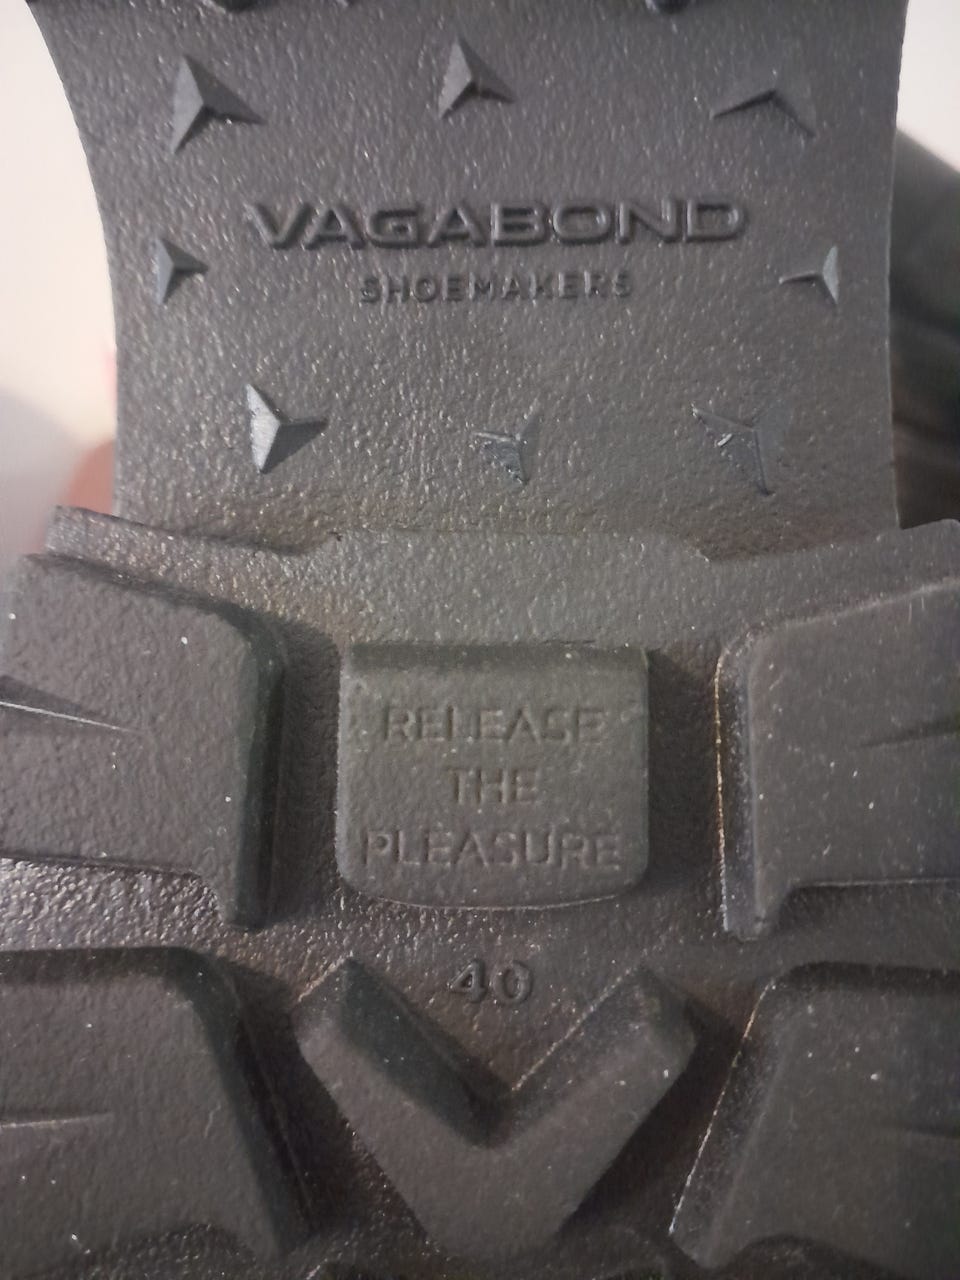 VAGABOND
SHOEMAKERS
RELEASE
THE
PLEASURE
40